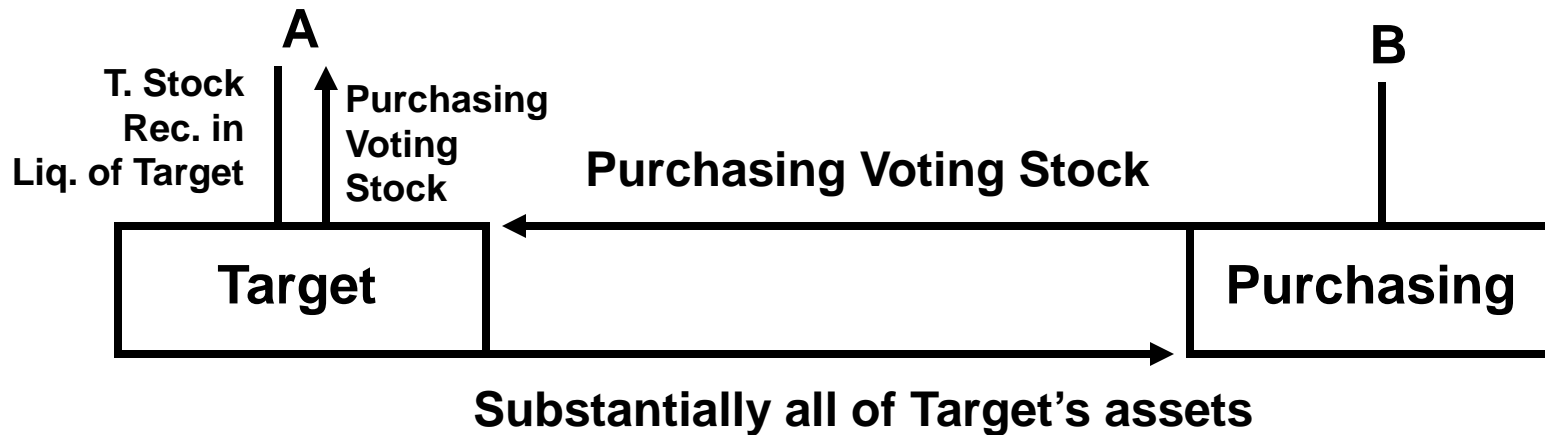 A
B
T. Stock
Rec. in
Liq. of Target
Purchasing
Voting
Stock
Purchasing Voting Stock
Target
Purchasing
Substantially all of Target’s assets